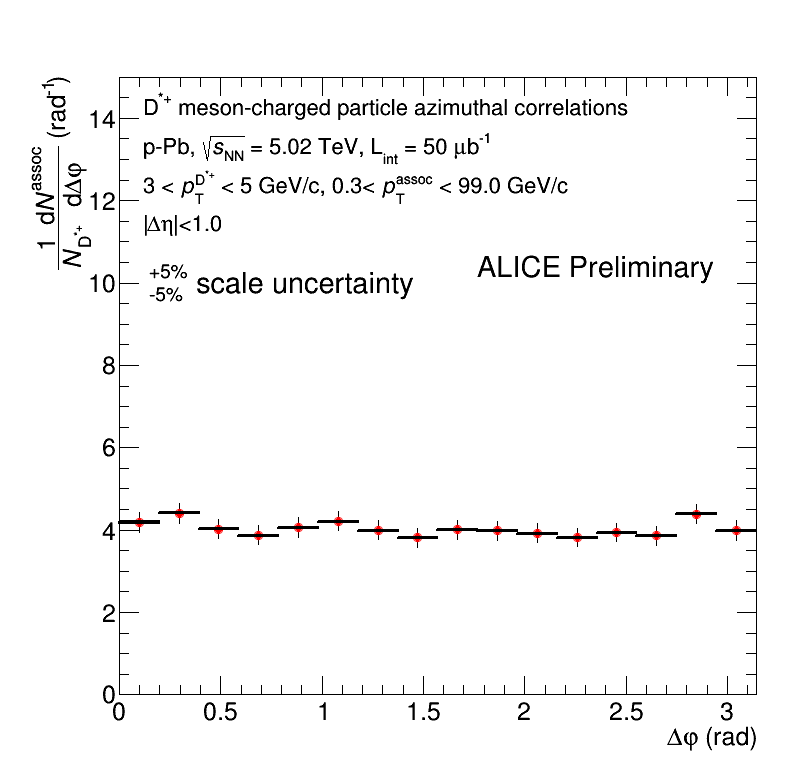 D*+ meson-charged particle azimuthal correlations
p-Pb, √sNN = 5.02 TeV, Lint = 50 μb-1
3 < pTD*+ < 5 GeV/c, 0.3< pTassoc < 99.0 GeV/c
|Δη|<1.0
+5%
-5% scale uncertainty
ALICE Preliminary
1 dNassoc
ND*+ dΔφ (rad-1)
14
12
10
8
6
4
2
0
0 0.5 1 1.5 2 2.5 3
Δφ (rad)